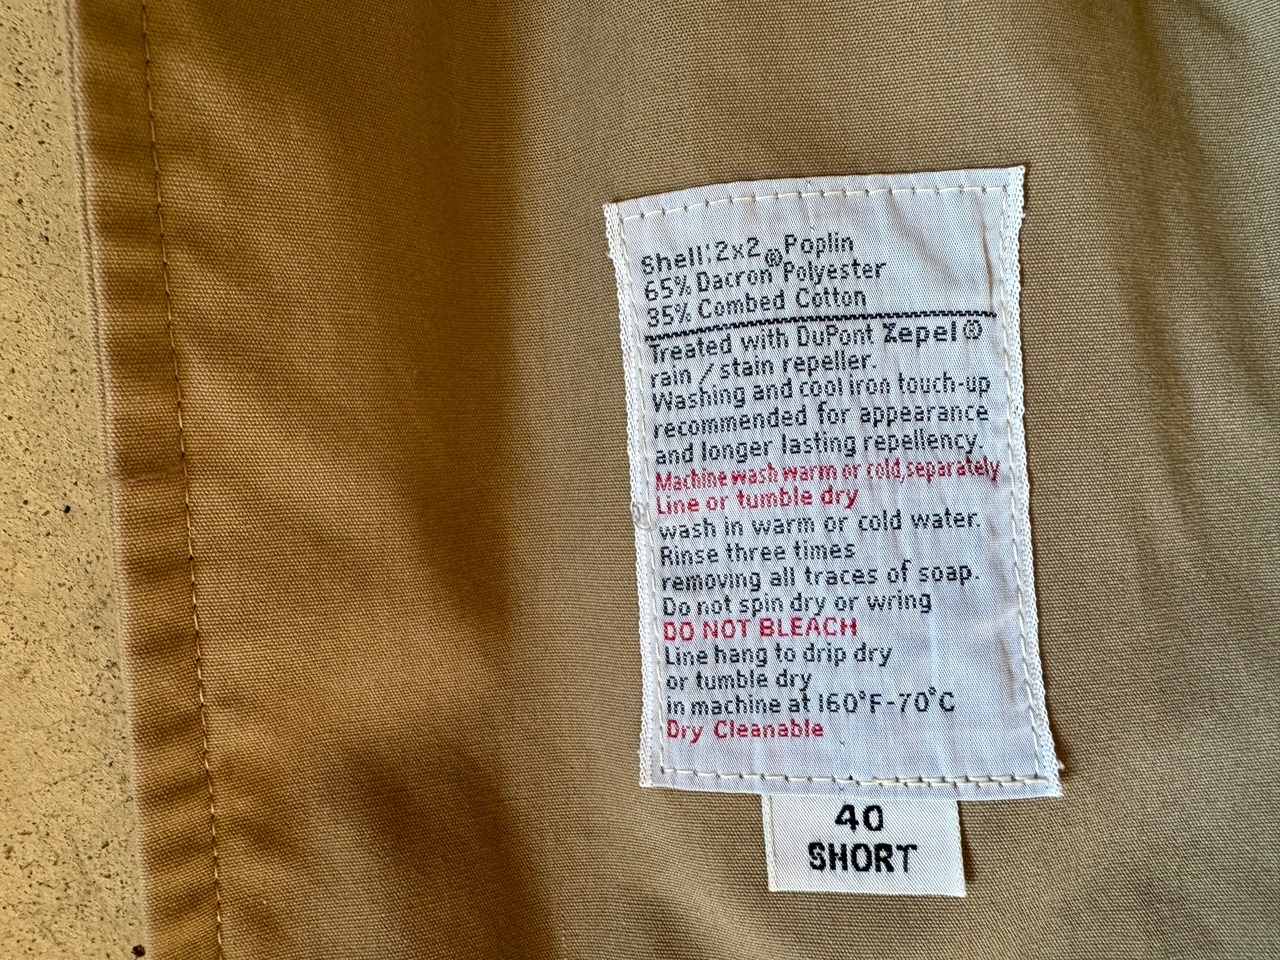 Shell: 2x2 Poplin
65% Dacron® Polyester
35% Combed Cotton
Treated with DuPont Zepel®
rain / stain repeller.
Washing and cool iron touch-up
recommended for appearance
and longer lasting repellency.
Machine wash warm or cold, separately
Line or tumble dry
wash in warm or cold water.
Rinse three times
removing all traces of soap.
Do not spin dry or wring
DO NOT BLEACH
Line hang to drip dry
or tumble dry
in machine at 160°F-70°C
Dry Cleanable
40
SHORT